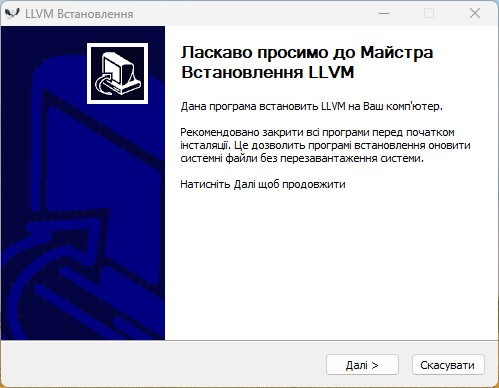 LLVM Встановлення
Ласкаво просимо до Майстра
Встановлення LLVM
Дана програма встановить LLVM на Ваш комп'ютер.
Рекомендовано закрити всі програми перед початком
інсталяції. Це дозволить програмі встановлення оновити
системні файли без перезавантаження системи.
Натисніть Далі щоб продовжити
Далі >
Скасувати